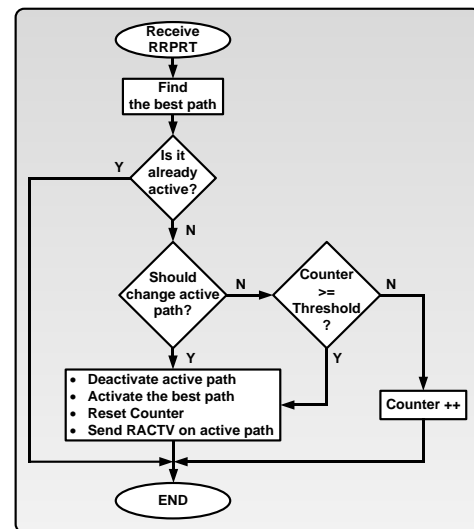 Receive
RRPRT
Find
the best path
Is it
already
active?
Y
N
Should
change active
path?
N
Counter
>=
Threshold
?
N
Y
Y
• Deactivate active path
• Activate the best path
• Reset Counter
• Send RACTV on active path
Counter ++
END